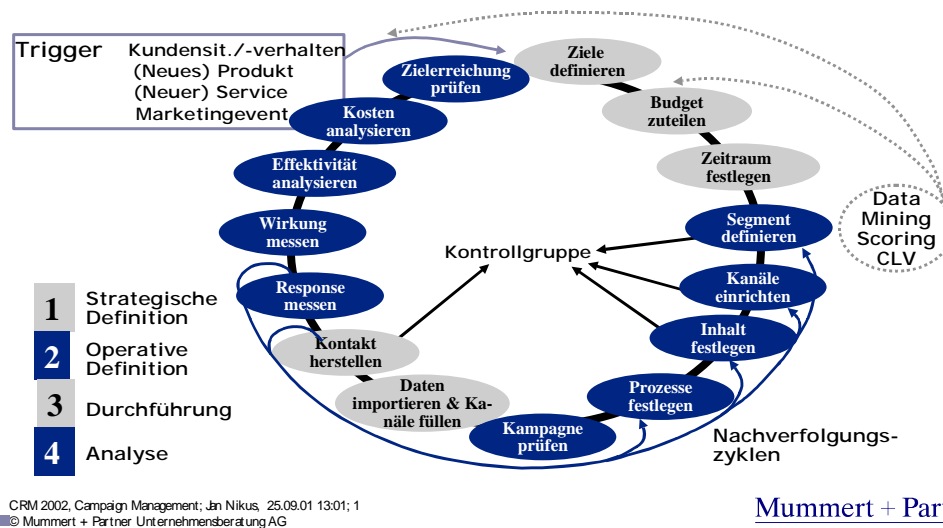 Trigger
Kundensit./-verhalten
(Neues) Produkt
(Neuer) Service
Marketingevent
Ziele
definieren
Budget
zuteilen
Zeitraum
festlegen
Segment
definieren
Kanäle
einrichten
Inhalt
festlegen
Prozesse
festlegen
Kampagne
prüfen
Daten
importieren & Ka-
näle füllen
Kontakt
herstellen
Response
messen
Wirkung
messen
Effektivität
analysieren
Kosten
analysieren
Zielerreichung
prüfen
Kontrollgruppe
Data
Mining
Scoring
CLV
Nachverfolgungs-
zyklen
1 Strategische
Definition
2 Operative
Definition
3 Durchführung
4 Analyse
CRM 2002, Campaign Management; Jan Nikus, 25.09.01 13:01; 1
© Mummert + Partner Unternehmensberatung AG
Mummert + Par